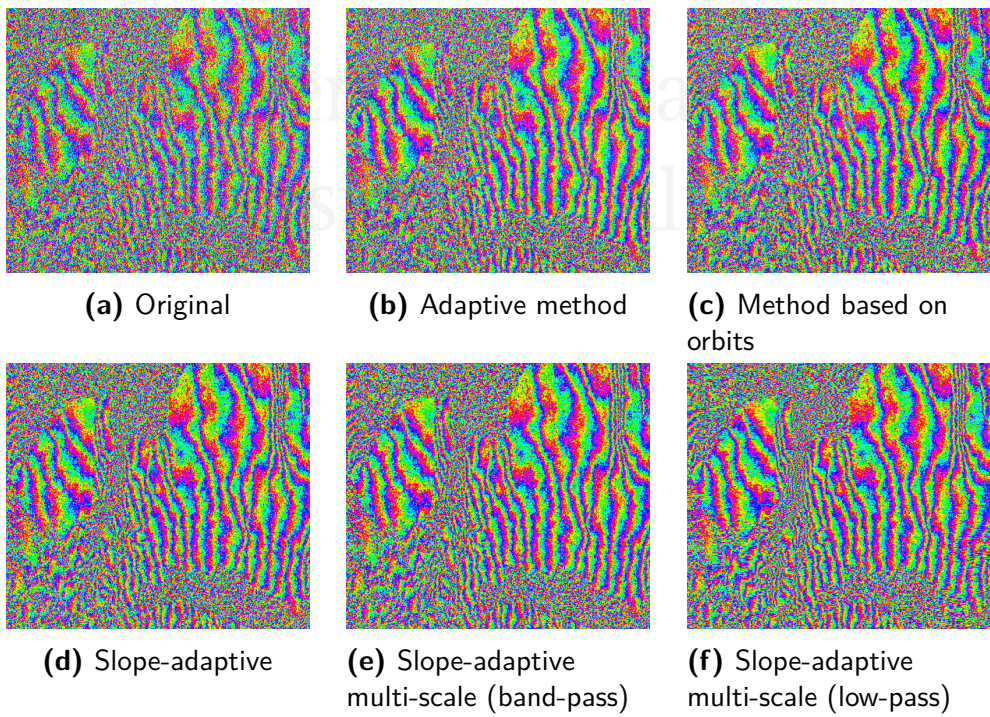 (a) Original
(b) Adaptive method
(c) Method based on
orbits
(d) Slope-adaptive
(e) Slope-adaptive
multi-scale (band-pass)
(f) Slope-adaptive
multi-scale (low-pass)